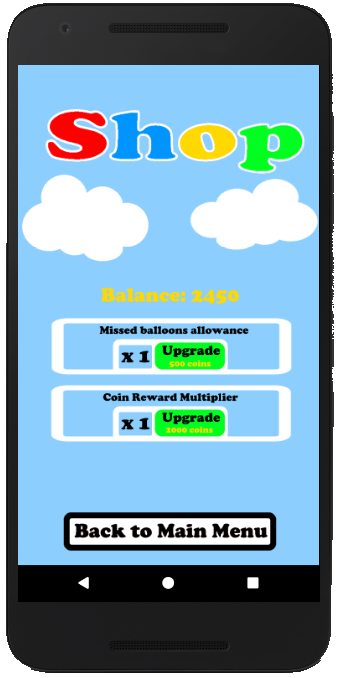 Shop
Balance: 2450
Missed balloons allowance
x 1 Upgrade
500 coins
Coin Reward Multiplier
x 1 Upgrade
2000 coins
Back to Main Menu